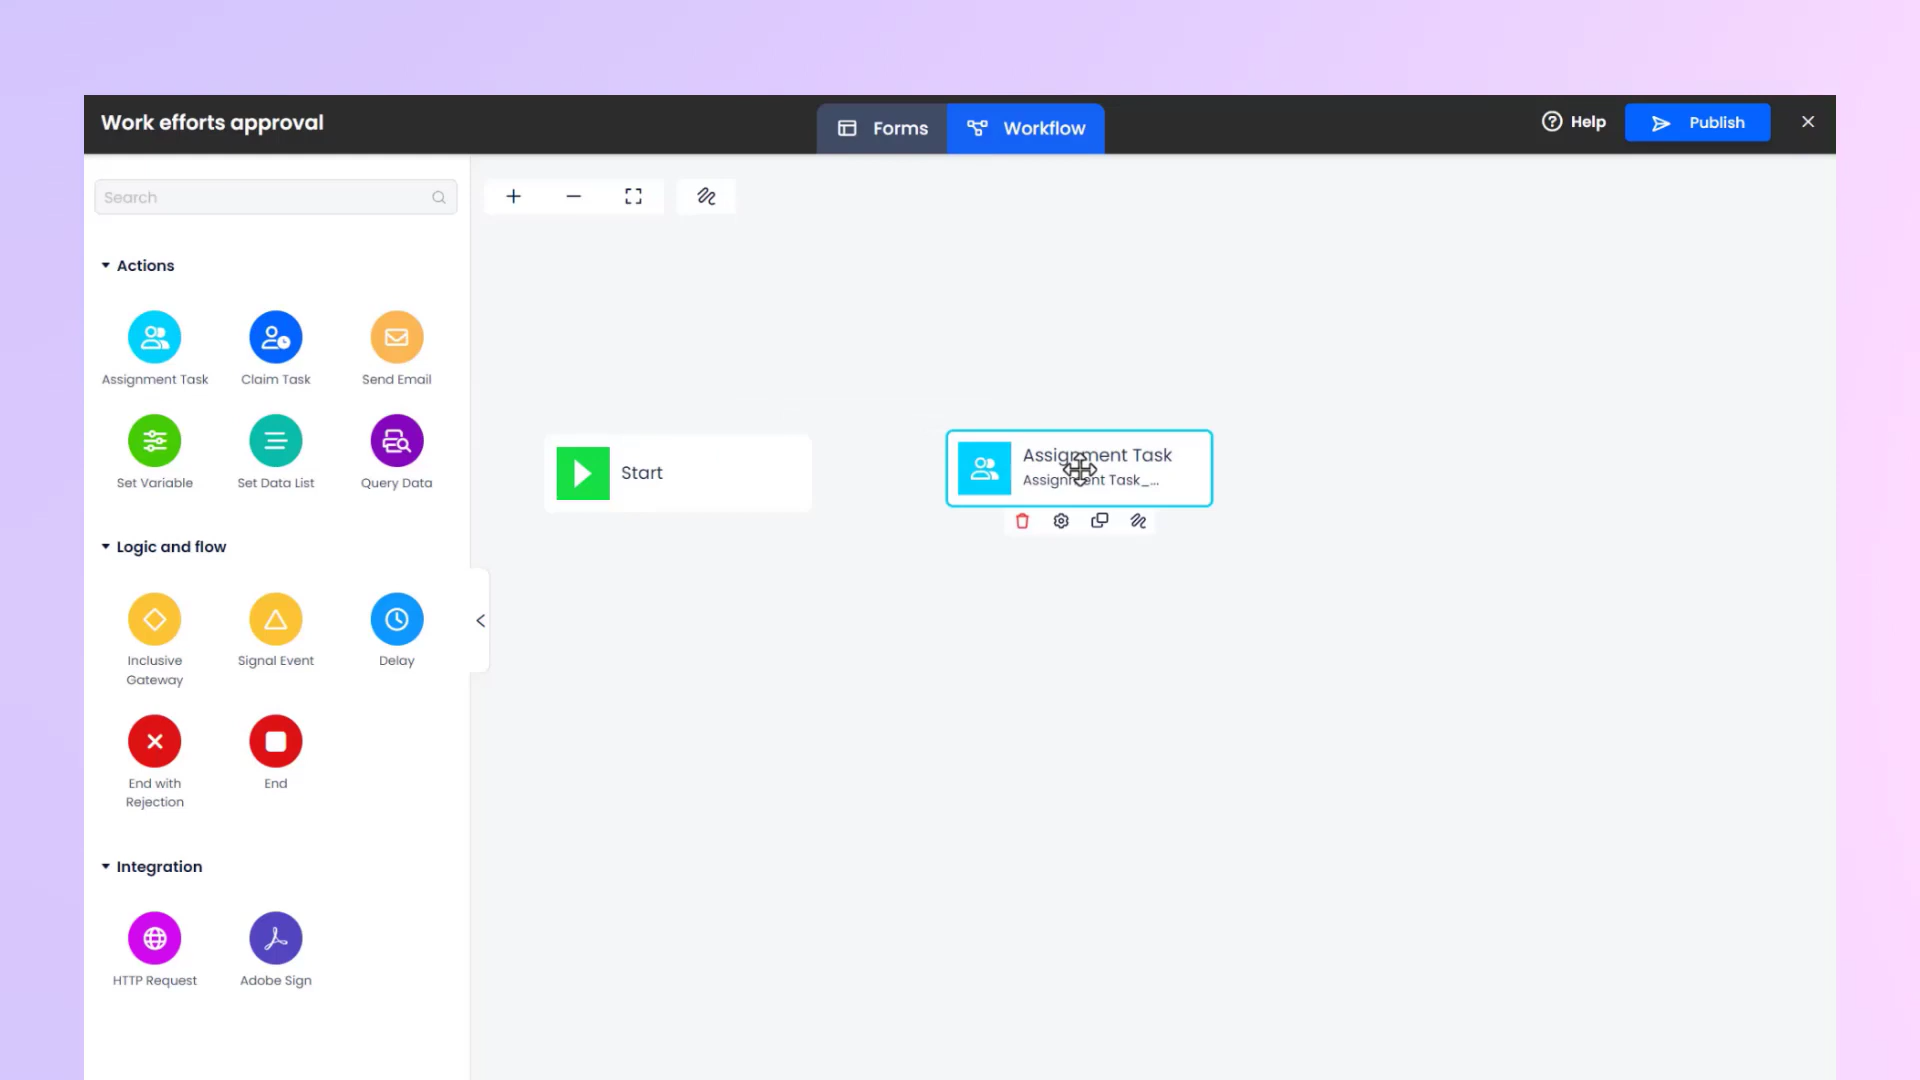 Work efforts approval
Forms
Workflow
Help
Publish
Search
Actions
Assignment Task
Claim Task
Send Email
Set Variable
Set Data List
Query Data
Logic and flow
Inclusive
Gateway
Signal Event
Delay
End with
Rejection
End
Integration
HTTP Request
Adobe Sign
Start
Assignment Task
Assignment Task_...